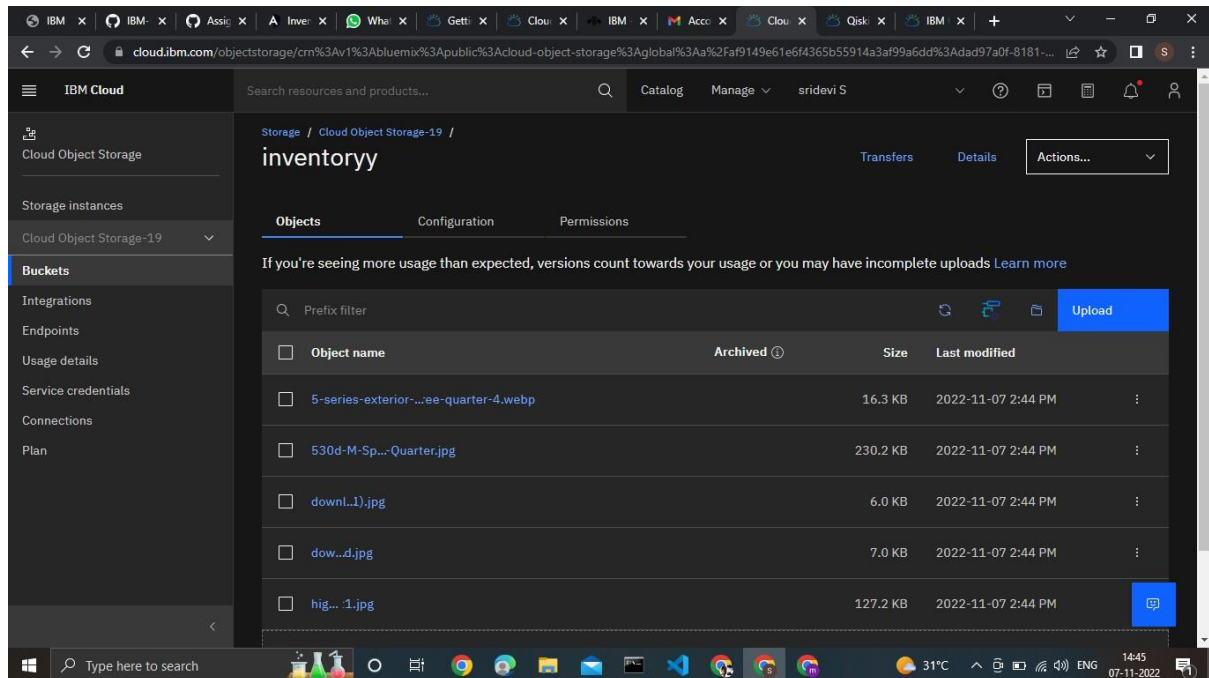 IBM IBM- Assig Inver What Getti Clou IBM Acco Clou Qisk IBM
cloud.ibm.com/objectstorage/crn%3Av1%3Abluemix%3Apublic%3Acloud-object-storage%3Aglobal%3Aa%2Faf9149e61e6f4365b55914a3af99a6dd%3Adad97a0f-8181-...
S
IBM Cloud
Search resources and products...
Catalog
Manage
sridevi S
Cloud Object Storage
Storage instances
Cloud Object Storage-19
Buckets
Integrations
Endpoints
Usage details
Service credentials
Connections
Plan
Storage / Cloud Object Storage-19 /
inventoryy
Transfers
Details
Actions...
Objects Configuration Permissions
If you're seeing more usage than expected, versions count towards your usage or you may have incomplete uploads Learn more
Prefix filter
Upload
Object name Archived Size Last modified
5-series-exterior-...ee-quarter-4.webp 16.3 KB 2022-11-07 2:44 PM
530d-M-Sp...-Quarter.jpg 230.2 KB 2022-11-07 2:44 PM
downl...1).jpg 6.0 KB 2022-11-07 2:44 PM
dow...d.jpg 7.0 KB 2022-11-07 2:44 PM
hig... :1.jpg 127.2 KB 2022-11-07 2:44 PM
Type here to search
31°C
ENG
14:45
07-11-2022